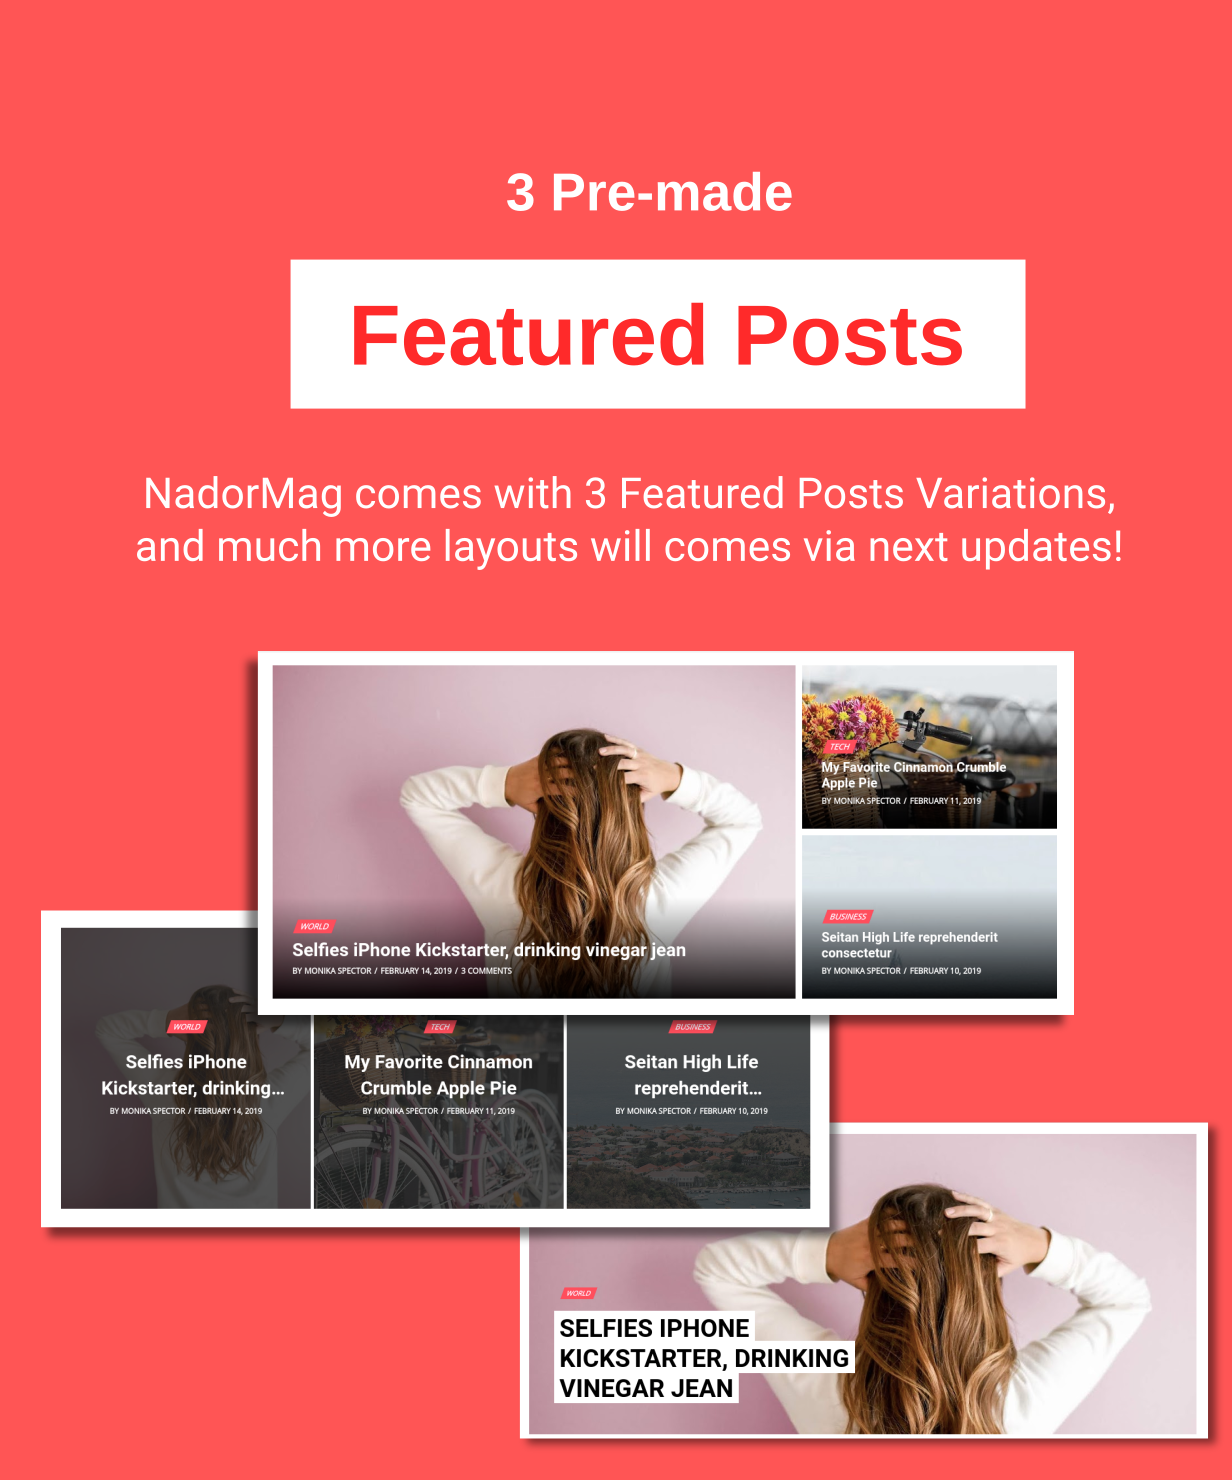 3 Pre-made
Featured Posts
NadorMag comes with 3 Featured Posts Variations,
and much more layouts will comes via next updates!
WORLD
Selfies iPhone Kickstarter, drinking vinegar jean
BY MONIKA SPECTOR / FEBRUARY 14, 2019 / 3 COMMENTS
TECH
My Favorite Cinnamon Crumble
Apple Pie
BY MONIKA SPECTOR / FEBRUARY 11, 2019
BUSINESS
Seitan High Life reprehenderit
consectetur
BY MONIKA SPECTOR / FEBRUARY 10, 2019
WORLD
Selfies iPhone
Kickstarter, drinking...
BY MONIKA SPECTOR / FEBRUARY 14, 2019
TECH
My Favorite Cinnamon
Crumble Apple Pie
BY MONIKA SPECTOR / FEBRUARY 11, 2019
BUSINESS
Seitan High Life
reprehenderit...
BY MONIKA SPECTOR / FEBRUARY 10, 2019
WORLD
SELFIES IPHONE
KICKSTARTER, DRINKING
VINEGAR JEAN